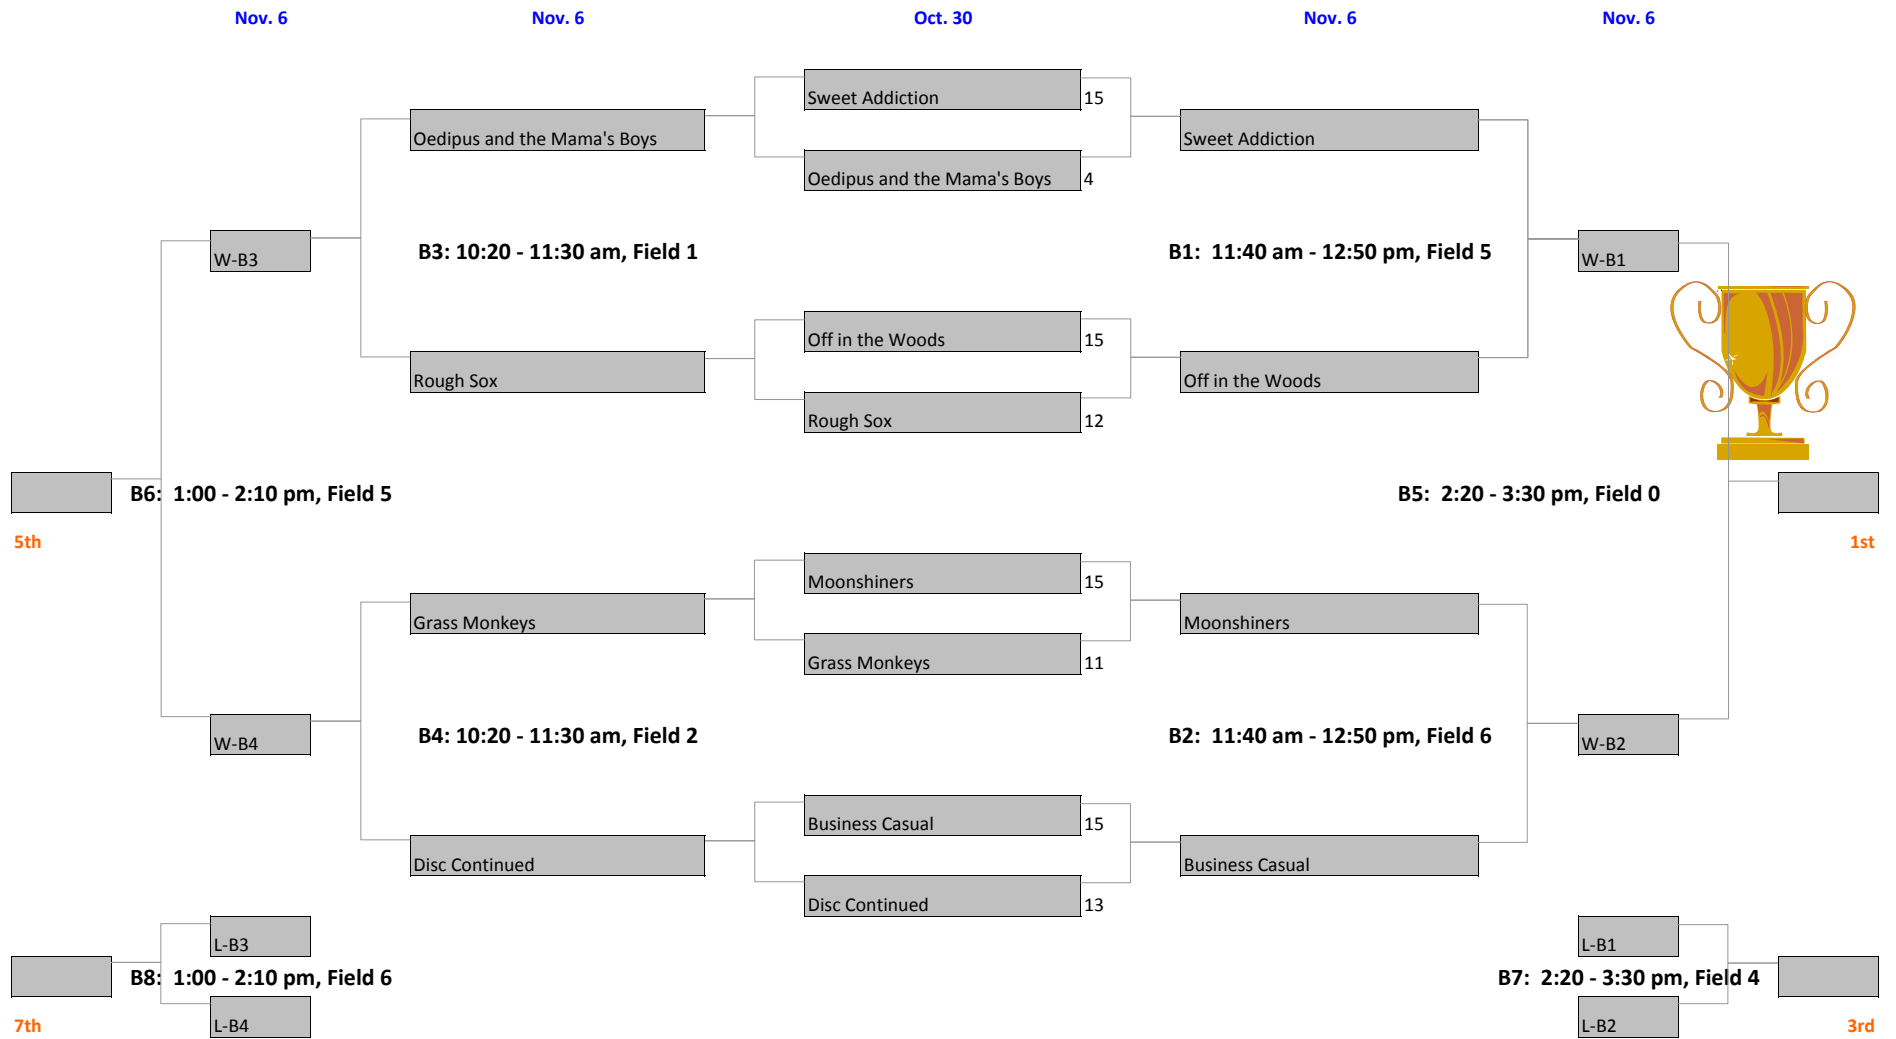 Nov. 6 Nov. 6 Oct. 30 Nov. 6 Nov. 6
Sweet Addiction 15
Oedipus and the Mama's Boys Sweet Addiction
Oedipus and the Mama's Boys 4
W-B3 B3: 10:20 - 11:30 am, Field 1 B1: 11:40 am - 12:50 pm, Field 5 W-B1
Off in the Woods 15
Rough Sox Off in the Woods
Rough Sox 12
B6: 1:00 - 2:10 pm, Field 5 B5: 2:20 - 3:30 pm, Field 0
5th 1st
Moonshiners 15
Grass Monkeys Moonshiners
Grass Monkeys 11
W-B4 B4: 10:20 - 11:30 am, Field 2 B2: 11:40 am - 12:50 pm, Field 6 W-B2
Business Casual 15
Disc Continued Business Casual
Disc Continued 13
L-B3 L-B1
B8: 1:00 - 2:10 pm, Field 6 B7: 2:20 - 3:30 pm, Field 4
7th L-B4 L-B2 3rd